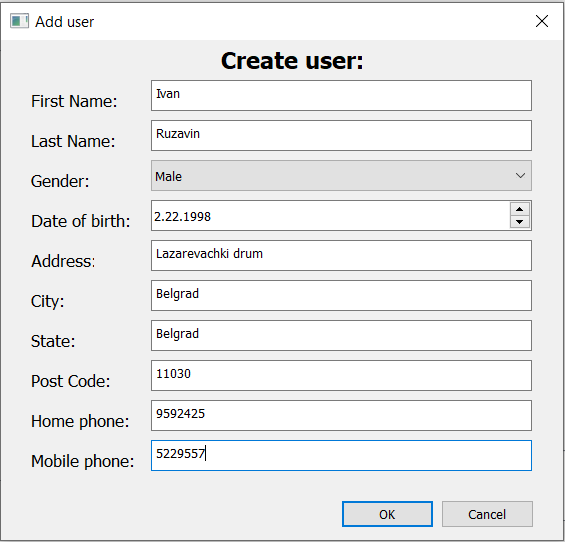 Add user
Create user:
First Name: Ivan
Last Name: Ruzavin
Gender: Male
Date of birth: 2.22.1998
Address: Lazarevachki drum
City: Belgrad
State: Belgrad
Post Code: 11030
Home phone: 9592425
Mobile phone: 5229557
OK Cancel